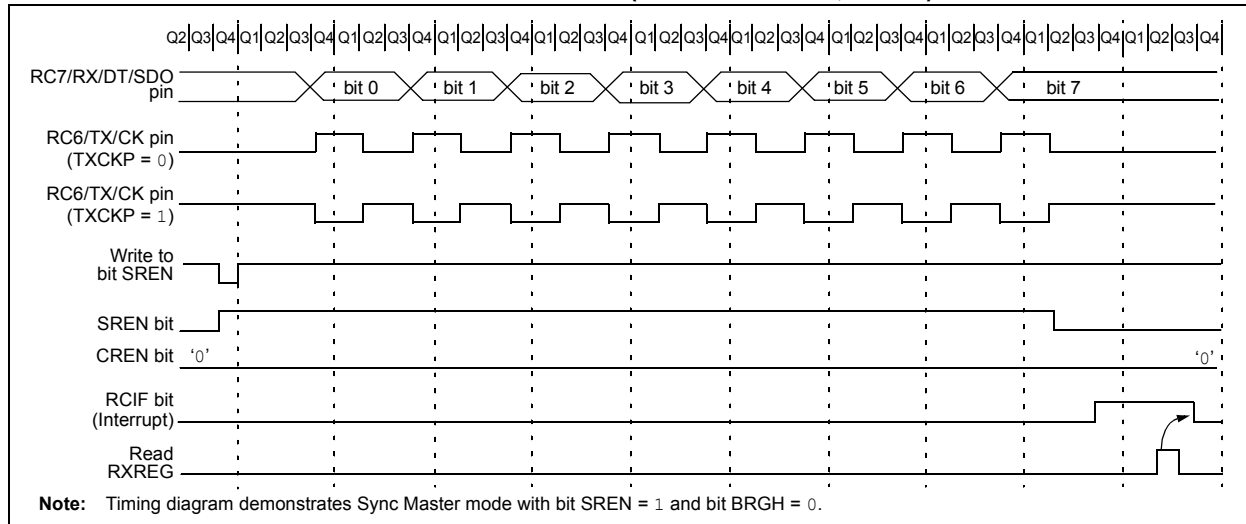 Q2 Q3 Q4 Q1 Q2 Q3 Q4 Q1 Q2 Q3 Q4 Q1 Q2 Q3 Q4 Q1 Q2 Q3 Q4 Q1 Q2 Q3 Q4 Q1 Q2 Q3 Q4 Q1 Q2 Q3 Q4 Q1 Q2 Q3 Q4 Q1 Q2 Q3 Q4 Q1 Q2 Q3 Q4
RC7/RX/DT/SDO
pin
bit 0 bit 1 bit 2 bit 3 bit 4 bit 5 bit 6 bit 7
RC6/TX/CK pin
(TXCKP = 0)
RC6/TX/CK pin
(TXCKP = 1)
Write to
bit SREN
SREN bit
CREN bit '0' '0'
RCIF bit
(Interrupt)
Read
RXREG
Note: Timing diagram demonstrates Sync Master mode with bit SREN = 1 and bit BRGH = 0.